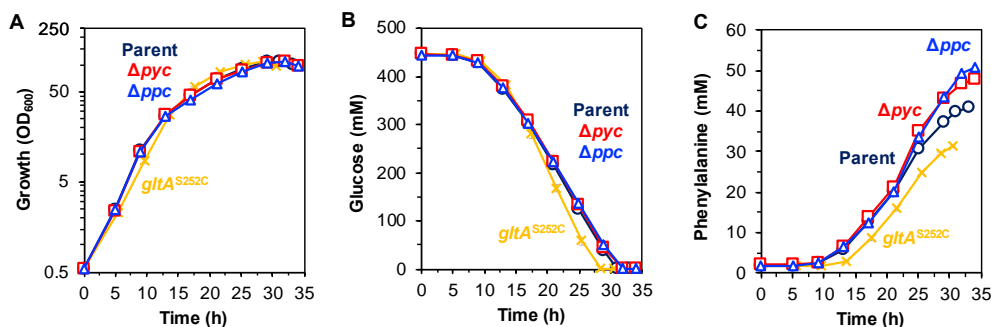 A
Growth (OD600)
250
50
5
0.5
Parent
Δpyc
Δppc
gltAS252C
0 5 10 15 20 25 30 35
Time (h)
B
Glucose (mM)
500
400
300
200
100
0
Parent
Δpyc
Δppc
gltAS252C
0 5 10 15 20 25 30 35
Time (h)
C
Phenylalanine (mM)
60
50
40
30
20
10
0
Δppc
Δpyc
Parent
gltAS252C
0 5 10 15 20 25 30 35
Time (h)